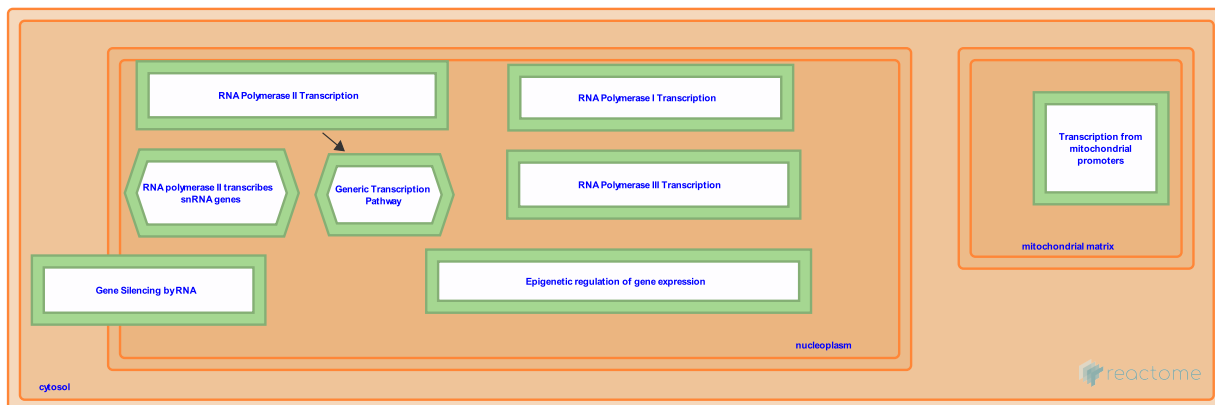 RNA Polymerase II Transcription
RNA Polymerase I Transcription
Transcription from
mitochondrial
promoters
RNA polymerase II transcribes
snRNA genes
Generic Transcription
Pathway
RNA Polymerase III Transcription
mitochondrial matrix
Gene Silencing by RNA
Epigenetic regulation of gene expression
nucleoplasm
cytosol
reactome